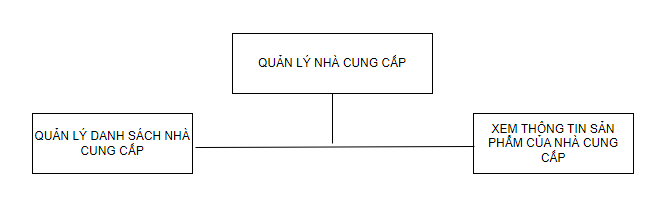 QUẢN LÝ NHÀ CUNG CẤP
QUẢN LÝ DANH SÁCH NHÀ
CUNG CẤP
XEM THÔNG TIN SẢN
PHẨM CỦA NHÀ CUNG
CẤP